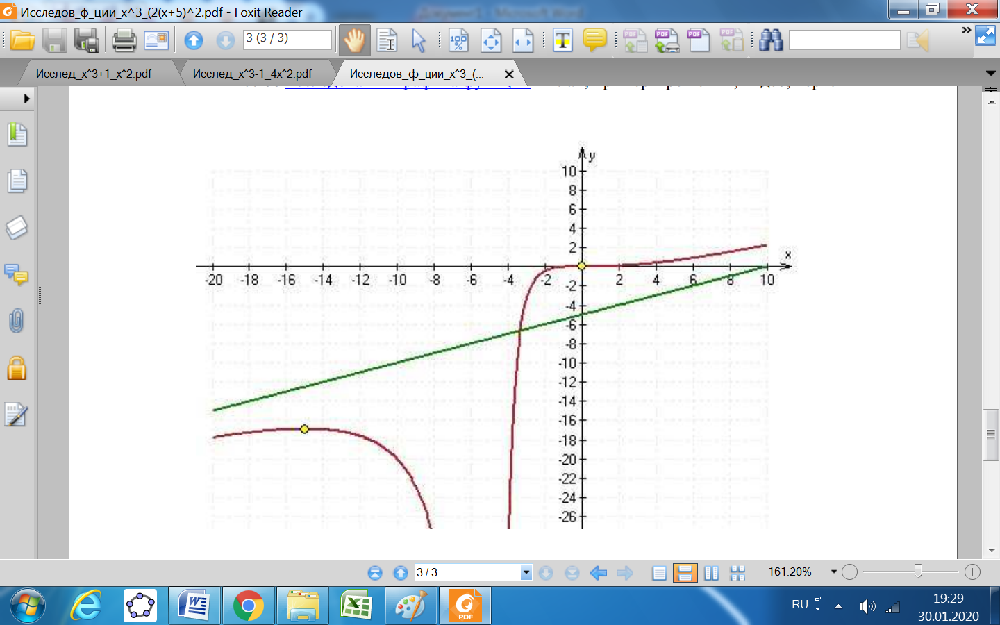 Исследов_ф_ции_x^3_(2(x+5)^2.pdf - Foxit Reader
3 (3 / 3)
Исслед_x^3+1_x^2.pdf
Исслед_x^3-1_4x^2.pdf
Исследов_ф_ции_x^3_(...
y
10
8
6
4
2
x
-20 -18 -16 -14 -12 -10 -8 -6 -4 -2 2 4 6 8 10
-2
-4
-6
-8
-10
-12
-14
-16
-18
-20
-22
-24
-26
3 / 3
161.20%
RU
19:29
30.01.2020